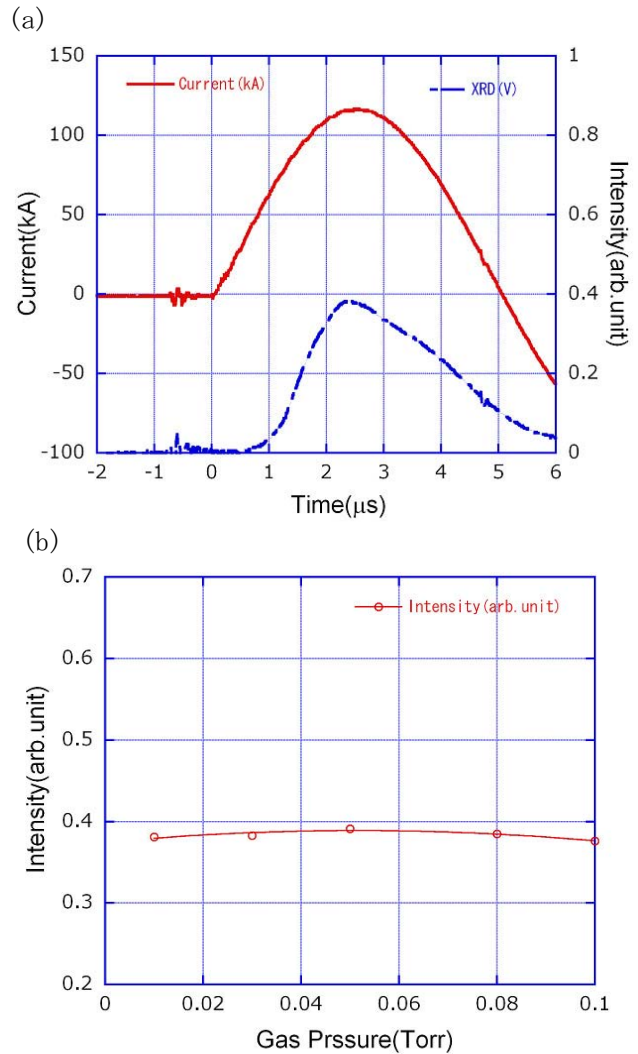 (a)
150
100
50
0
-50
-100
Current(kA)
Current(kA)
XRD(V)
1
0.8
0.6
0.4
0.2
0
Intensity(arb.unit)
-2 -1 0 1 2 3 4 5 6
Time(μs)
(b)
0.7
0.6
0.5
0.4
0.3
0.2
Intensity(arb.unit)
Intensity(arb.unit)
0 0.02 0.04 0.06 0.08 0.1
Gas Prssure(Torr)